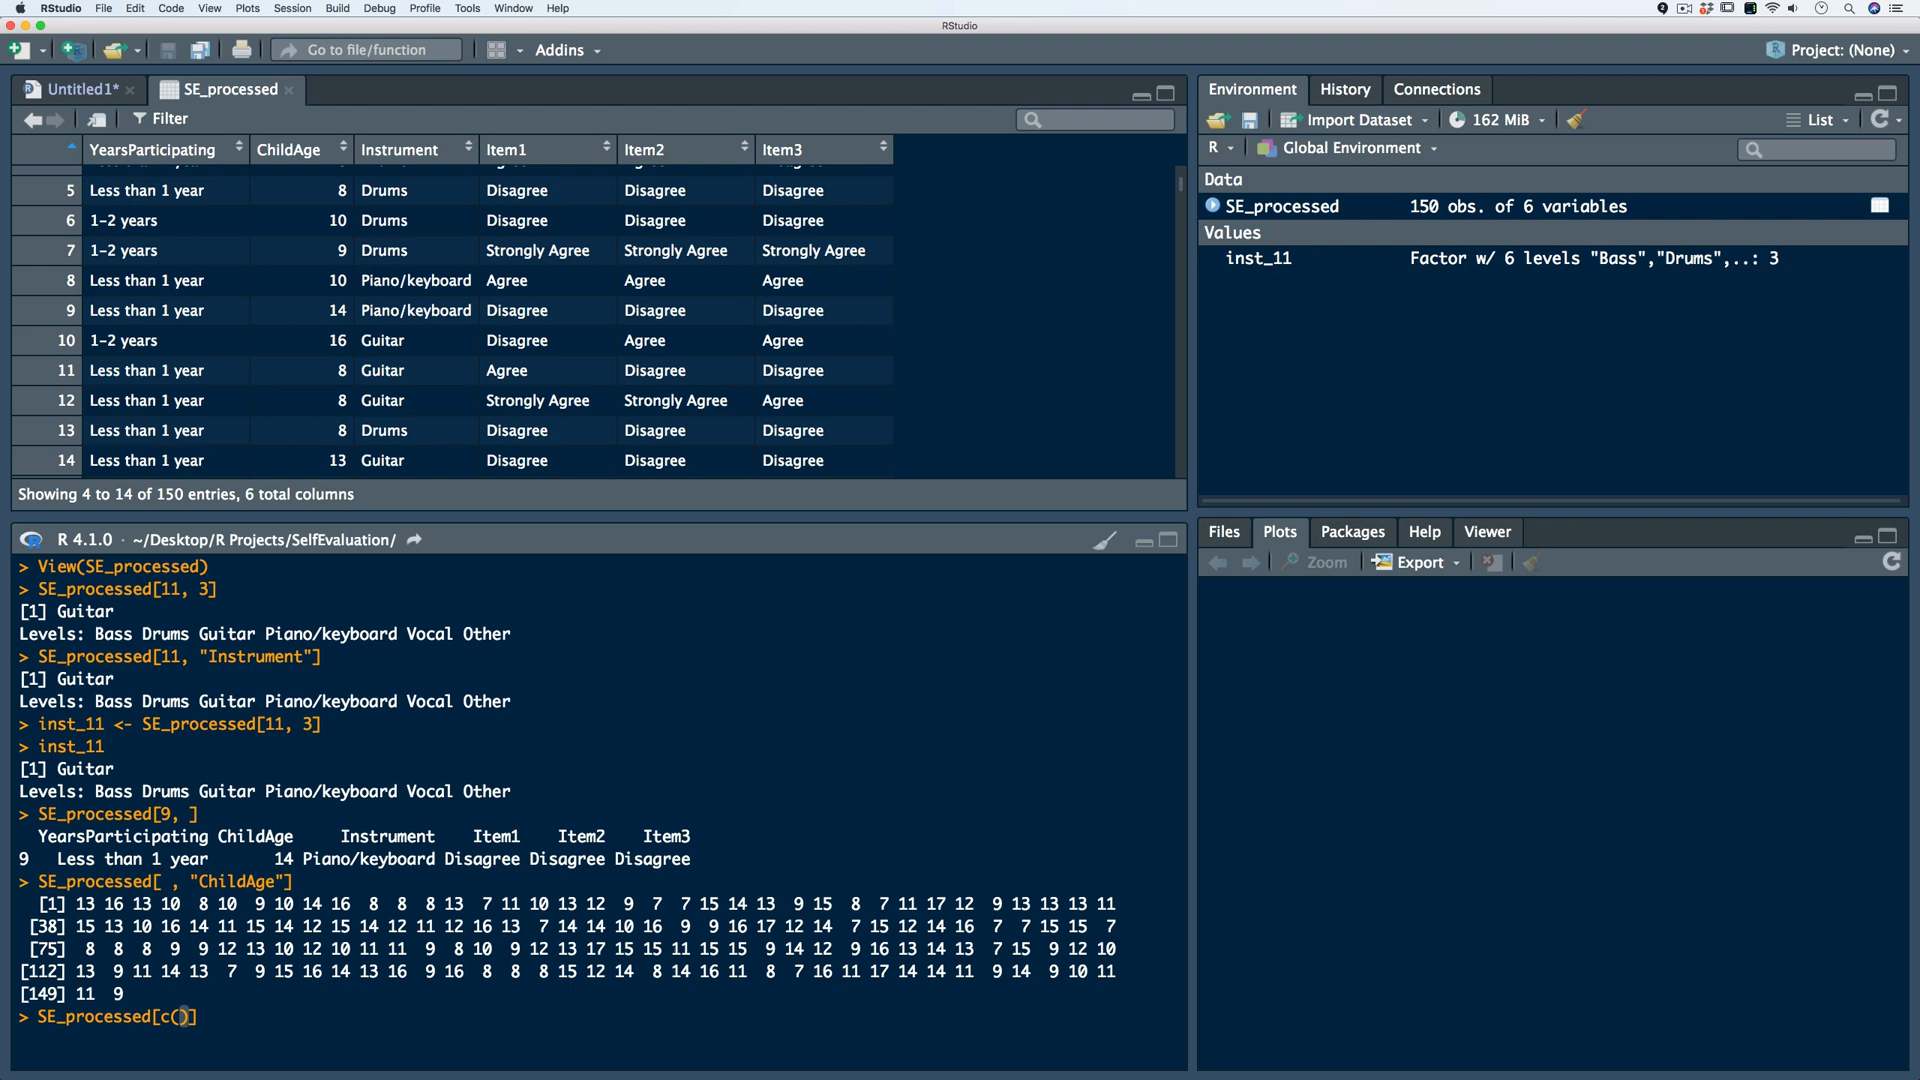 RStudio File Edit Code View Plots Session Build Debug Profile Tools Window Help
RStudio
Go to file/function Addins Project: (None)
Untitled1* SE_processed
Filter
YearsParticipating ChildAge Instrument Item1 Item2 Item3
5 Less than 1 year 8 Drums Disagree Disagree Disagree
6 1-2 years 10 Drums Disagree Disagree Disagree
7 1-2 years 9 Drums Strongly Agree Strongly Agree Strongly Agree
8 Less than 1 year 10 Piano/keyboard Agree Agree Agree
9 Less than 1 year 14 Piano/keyboard Disagree Disagree Disagree
10 1-2 years 16 Guitar Disagree Agree Agree
11 Less than 1 year 8 Guitar Agree Disagree Disagree
12 Less than 1 year 8 Guitar Strongly Agree Strongly Agree Agree
13 Less than 1 year 8 Drums Disagree Disagree Disagree
14 Less than 1 year 13 Guitar Disagree Disagree Disagree
Showing 4 to 14 of 150 entries, 6 total columns
R 4.1.0 · ~/Desktop/R Projects/SelfEvaluation/
> View(SE_processed)
> SE_processed[11, 3]
[1] Guitar
Levels: Bass Drums Guitar Piano/keyboard Vocal Other
> SE_processed[11, "Instrument"]
[1] Guitar
Levels: Bass Drums Guitar Piano/keyboard Vocal Other
> inst_11 <- SE_processed[11, 3]
> inst_11
[1] Guitar
Levels: Bass Drums Guitar Piano/keyboard Vocal Other
> SE_processed[9, ]
YearsParticipating ChildAge Instrument Item1 Item2 Item3
9 Less than 1 year 14 Piano/keyboard Disagree Disagree Disagree
> SE_processed[ , "ChildAge"]
[1] 13 16 13 10 8 10 9 10 14 16 8 8 8 13 7 11 10 13 12 9 7 7 15 14 13 9 15 8 7 11 17 12 9 13 13 13 11
[38] 15 13 10 16 14 11 15 14 12 15 14 12 11 12 16 13 7 14 14 10 16 9 9 16 17 12 14 7 15 12 14 16 7 7 15 15 7
[75] 8 8 8 9 9 12 13 10 12 10 11 11 9 8 10 9 12 13 17 15 15 11 15 15 9 14 12 9 16 13 14 13 7 15 9 12 10
[112] 13 9 11 14 13 7 9 15 16 14 13 16 9 16 8 8 8 15 12 14 8 14 16 11 8 7 16 11 17 14 14 11 9 14 9 10 11
[149] 11 9
> SE_processed[c()]
Environment History Connections
Import Dataset 162 MiB List
R Global Environment
Data
SE_processed 150 obs. of 6 variables
Values
inst_11 Factor w/ 6 levels "Bass","Drums",..: 3
Files Plots Packages Help Viewer
Zoom Export